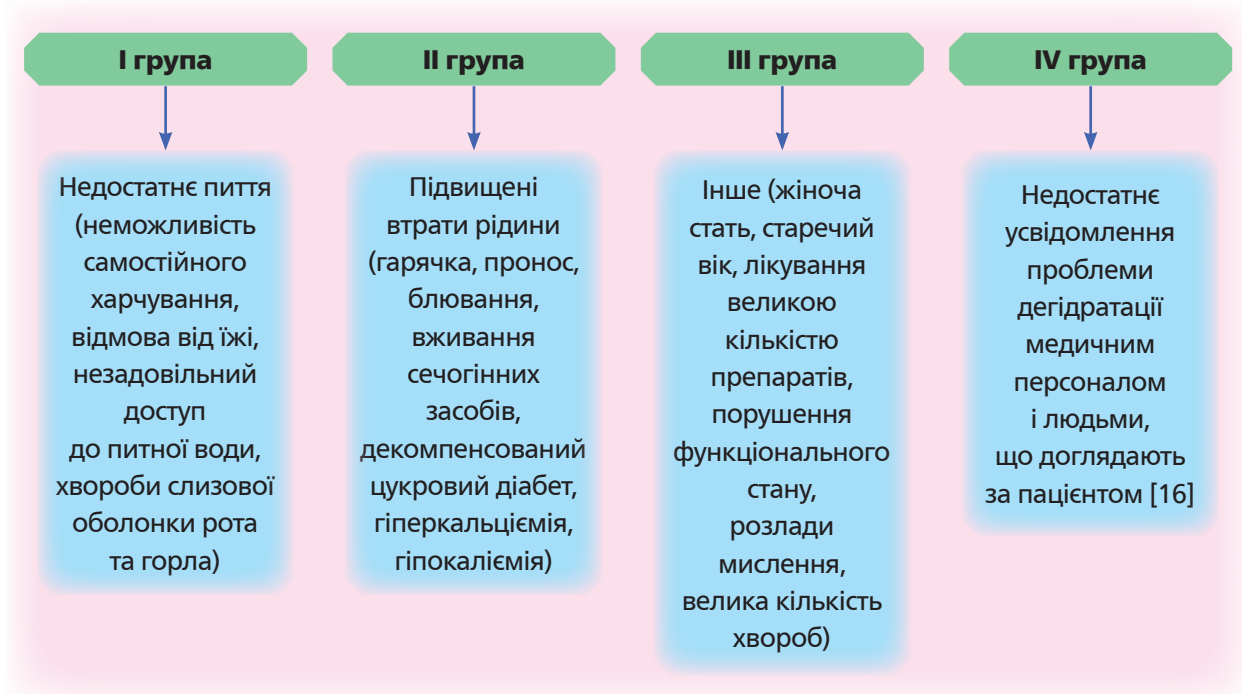 I група
Недостатнє пиття
(неможливість
самостійного
харчування,
відмова від їжі,
незадовільний
доступ
до питної води,
хвороби слизової
оболонки рота
та горла)
II група
Підвищені
втрати рідини
(гарячка, пронос,
блювання,
вживання
сечогінних
засобів,
декомпенсований
цукровий діабет,
гіперкальціємія,
гіпокаліємія)
III група
Інше (жіноча
стать, старечий
вік, лікування
великою
кількістю
препаратів,
порушення
функціонального
стану,
розлади
мислення,
велика кількість
хвороб)
IV група
Недостатнє
усвідомлення
проблеми
дегідратації
медичним
персоналом
і людьми,
що доглядають
за пацієнтом [16]